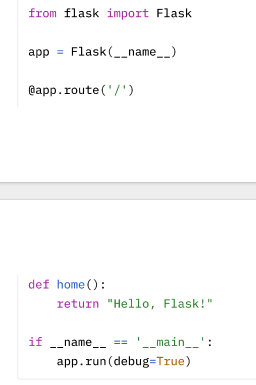 from flask import Flask
app = Flask(__name__)
@app.route('/')
def home():
    return "Hello, Flask!"
if __name__ == '__main__':
    app.run(debug=True)